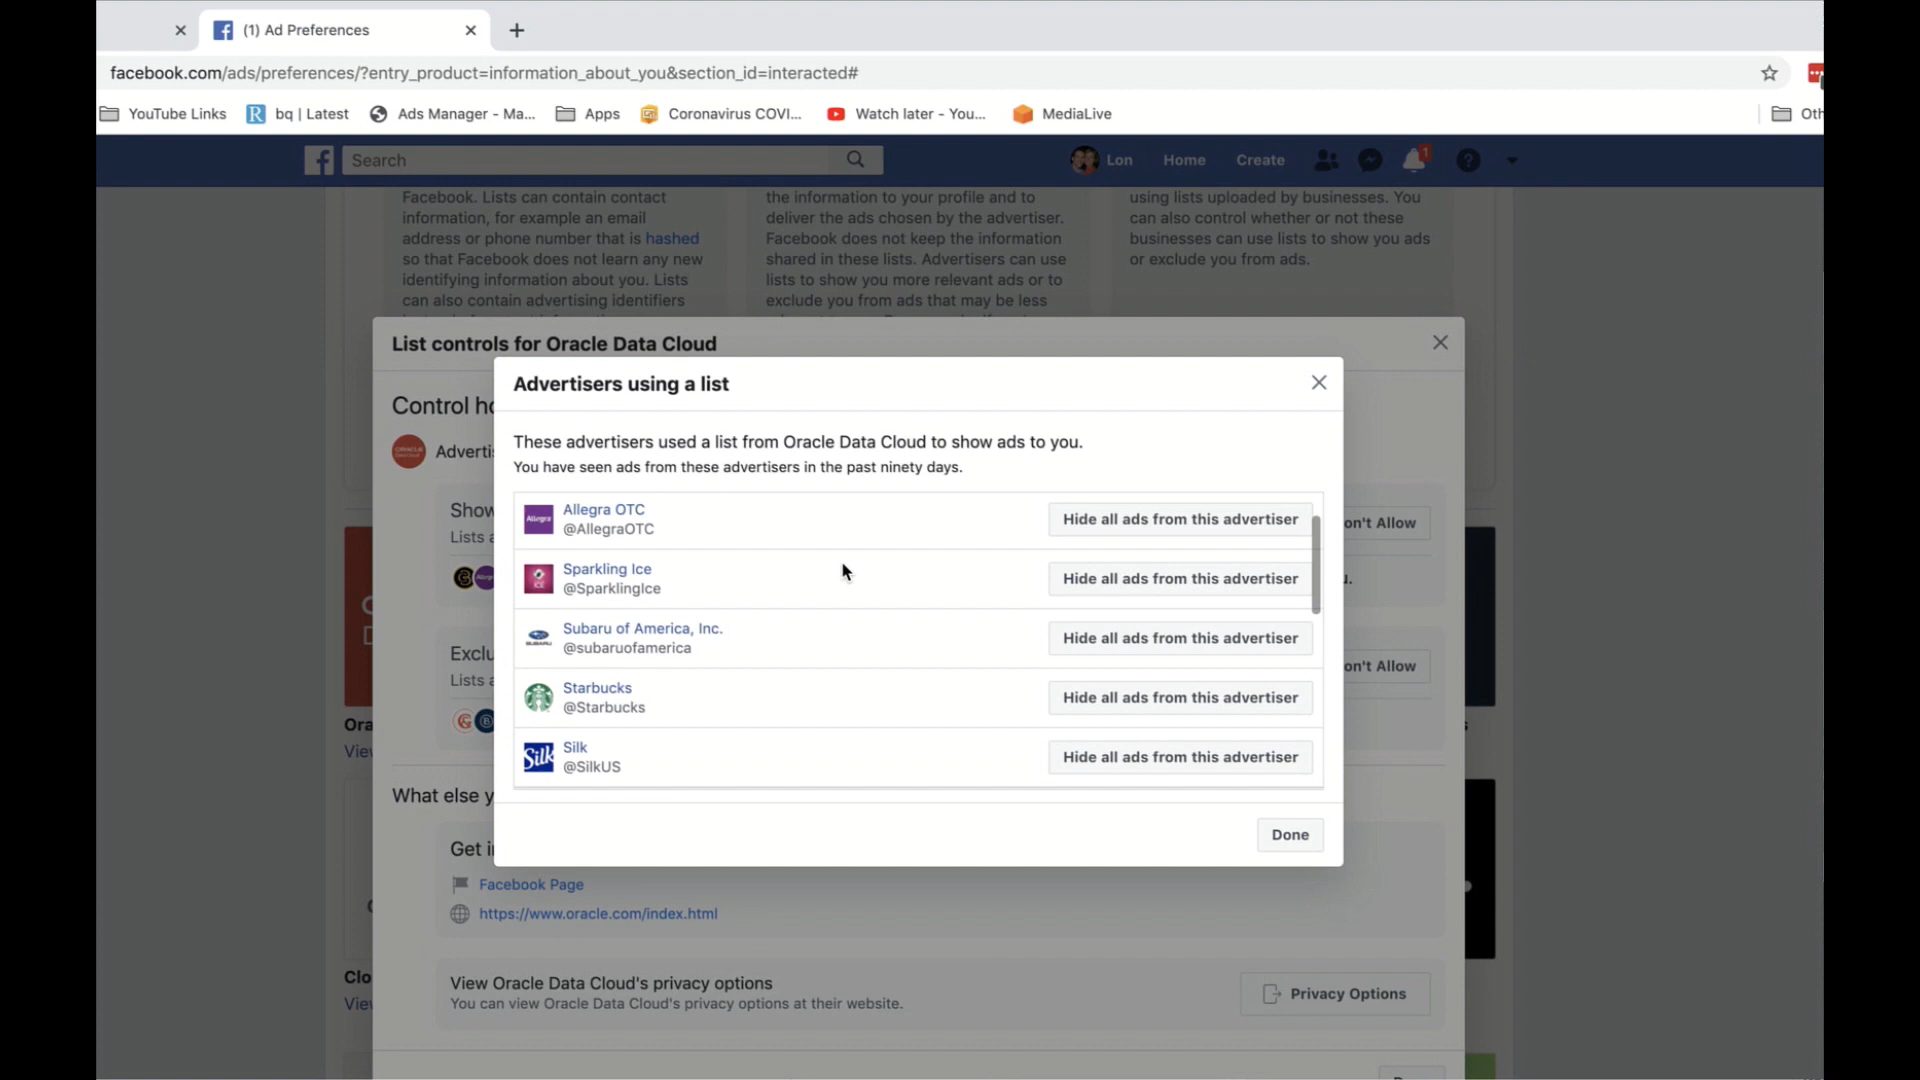 (1) Ad Preferences
facebook.com/ads/preferences/?entry_product=information_about_you&section_id=interacted#
YouTube Links
bq | Latest
Ads Manager - Ma...
Apps
Coronavirus COVI...
Watch later - You...
MediaLive
Search
Lon
Home
Create
1
Facebook. Lists can contain contact
information, for example an email
address or phone number that is hashed
so that Facebook does not learn any new
identifying information about you. Lists
can also contain advertising identifiers
the information to your profile and to
deliver the ads chosen by the advertiser.
Facebook does not keep the information
shared in these lists. Advertisers can use
lists to show you more relevant ads or to
exclude you from ads that may be less
using lists uploaded by businesses. You
can also control whether or not these
businesses can use lists to show you ads
or exclude you from ads.
List controls for Oracle Data Cloud
Advertisers using a list
These advertisers used a list from Oracle Data Cloud to show ads to you.
You have seen ads from these advertisers in the past ninety days.
Allegra
Allegra OTC
@AllegraOTC
Hide all ads from this advertiser
ICE
Sparkling Ice
@SparklingIce
Hide all ads from this advertiser
SUBARU
Subaru of America, Inc.
@subaruofamerica
Hide all ads from this advertiser
Starbucks
@Starbucks
Hide all ads from this advertiser
Silk
Silk
@SilkUS
Hide all ads from this advertiser
Done
on't Allow
on't Allow
What else y
Facebook Page
https://www.oracle.com/index.html
View Oracle Data Cloud's privacy options
You can view Oracle Data Cloud's privacy options at their website.
Privacy Options